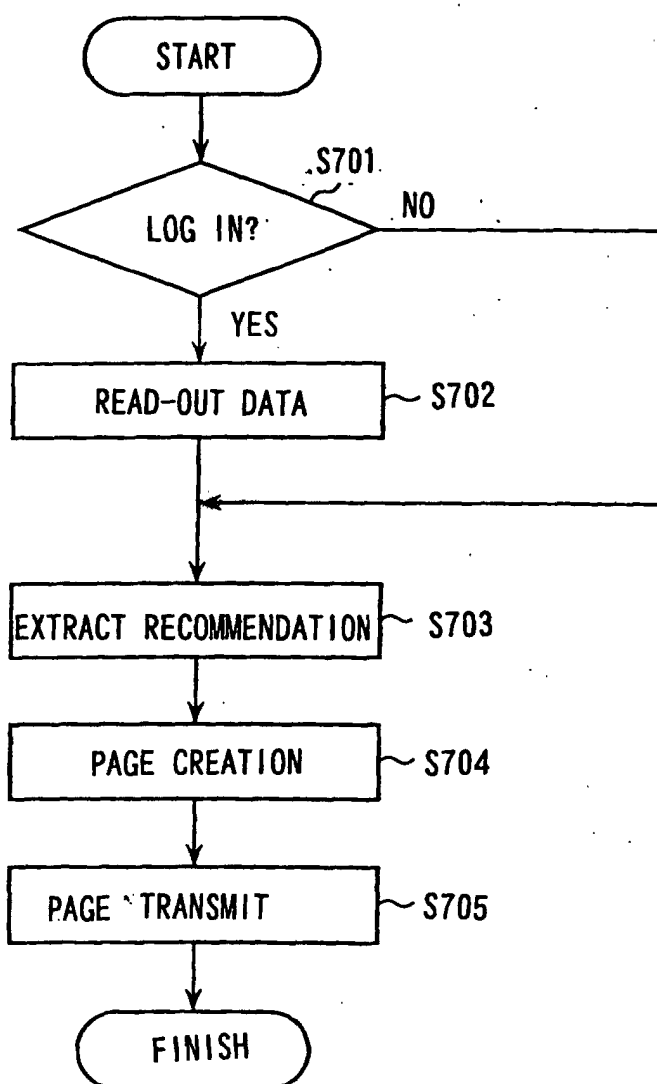 START
S701
LOG IN?
NO
YES
READ-OUT DATA
S702
EXTRACT RECOMMENDATION
S703
PAGE CREATION
S704
PAGE TRANSMIT
S705
FINISH